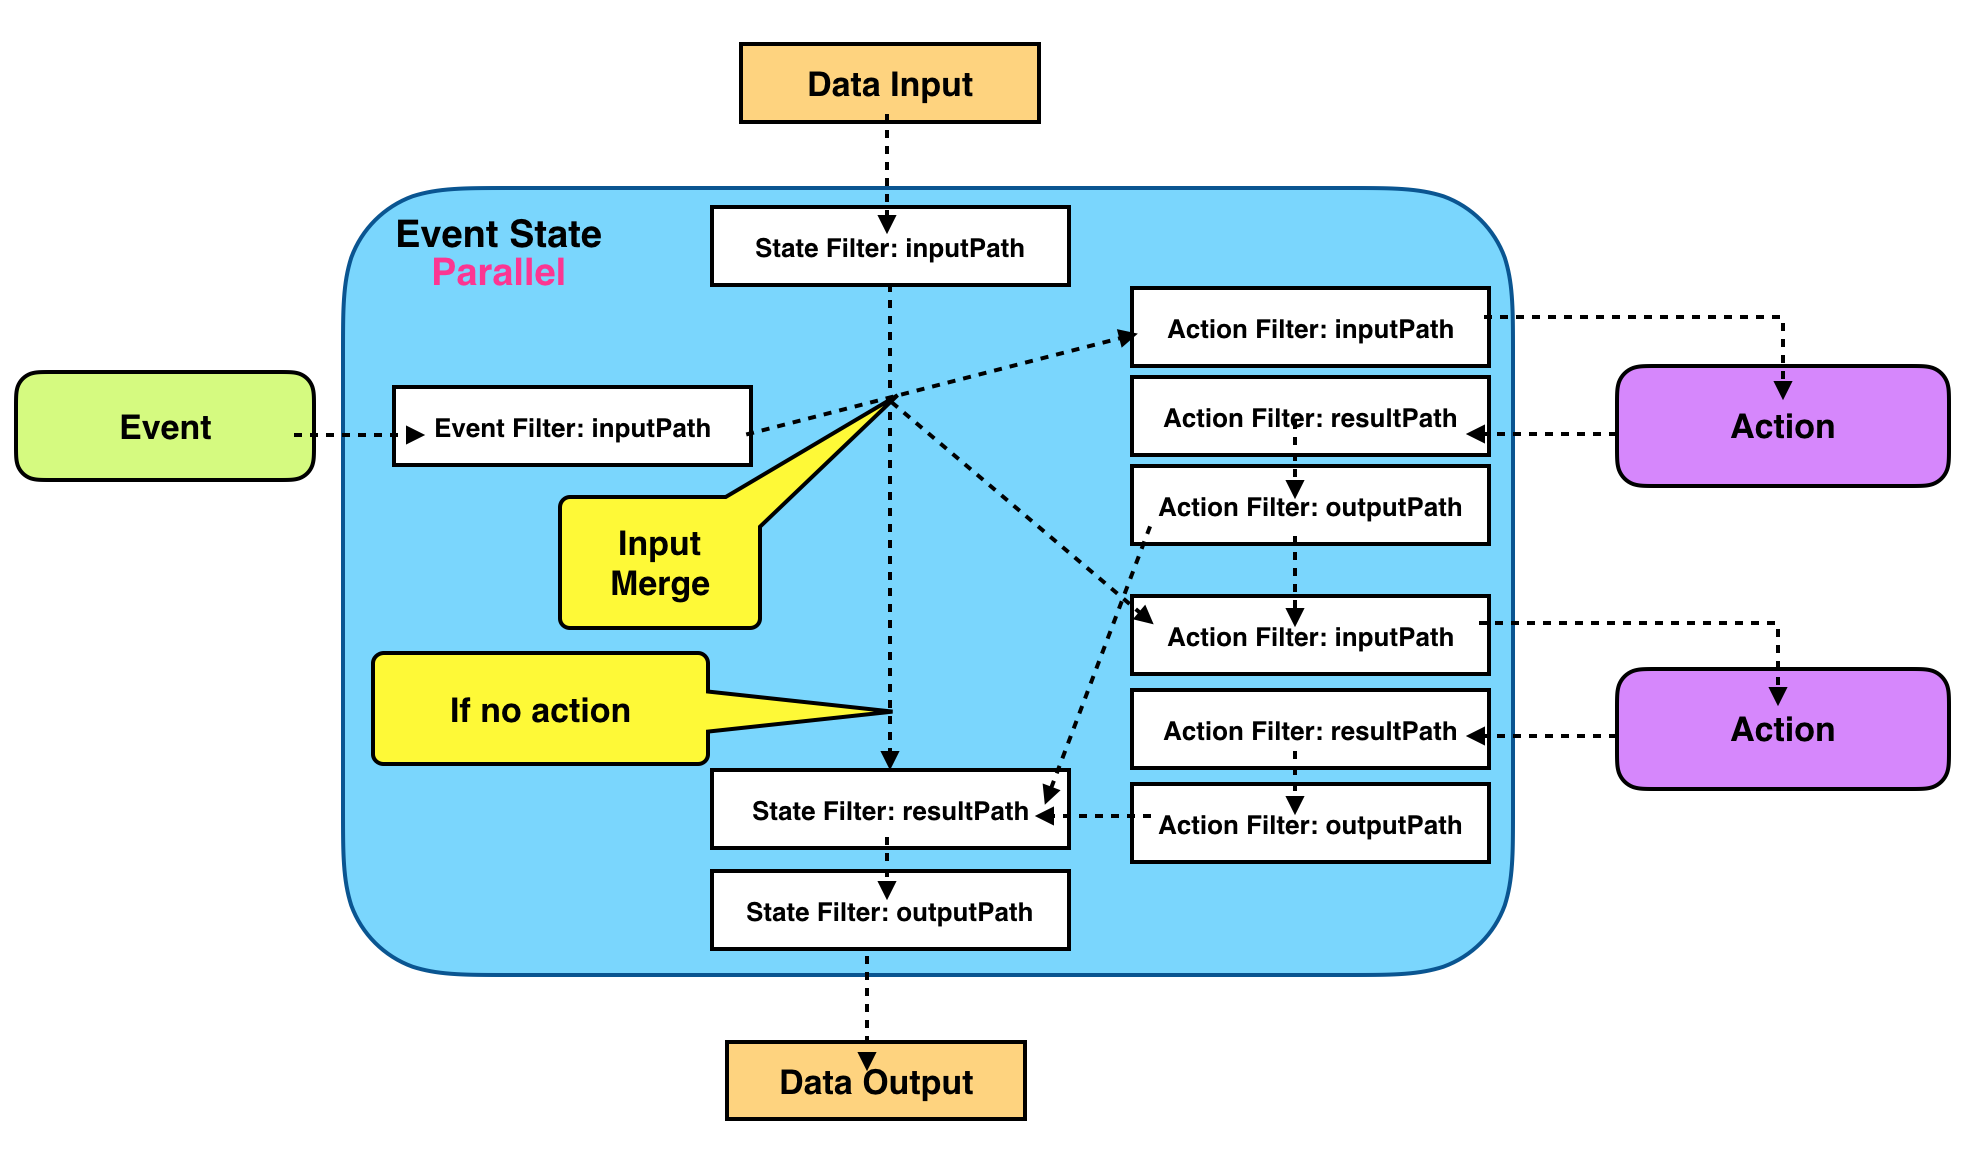 Data Input
Event State
Parallel
State Filter: inputPath
Event
Event Filter: inputPath
Input
Merge
If no action
Action Filter: inputPath
Action Filter: resultPath
Action Filter: outputPath
Action
Action Filter: inputPath
Action Filter: resultPath
Action Filter: outputPath
Action
State Filter: resultPath
State Filter: outputPath
Data Output